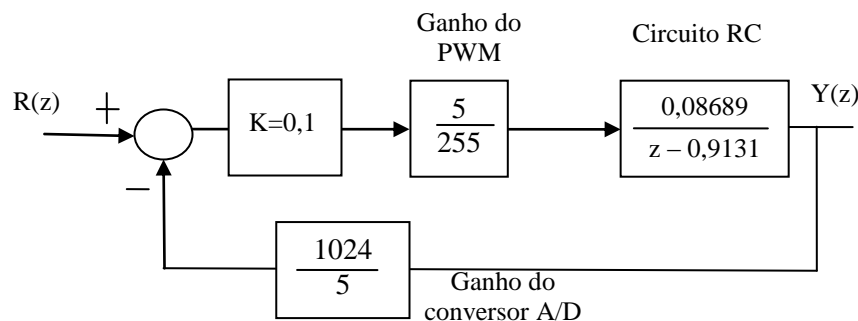 Ganho do
PWM
Circuito RC
R(z)
+
K=0,1
5
255
0,08689
z – 0,9131
Y(z)
–
1024
5
Ganho do
conversor A/D